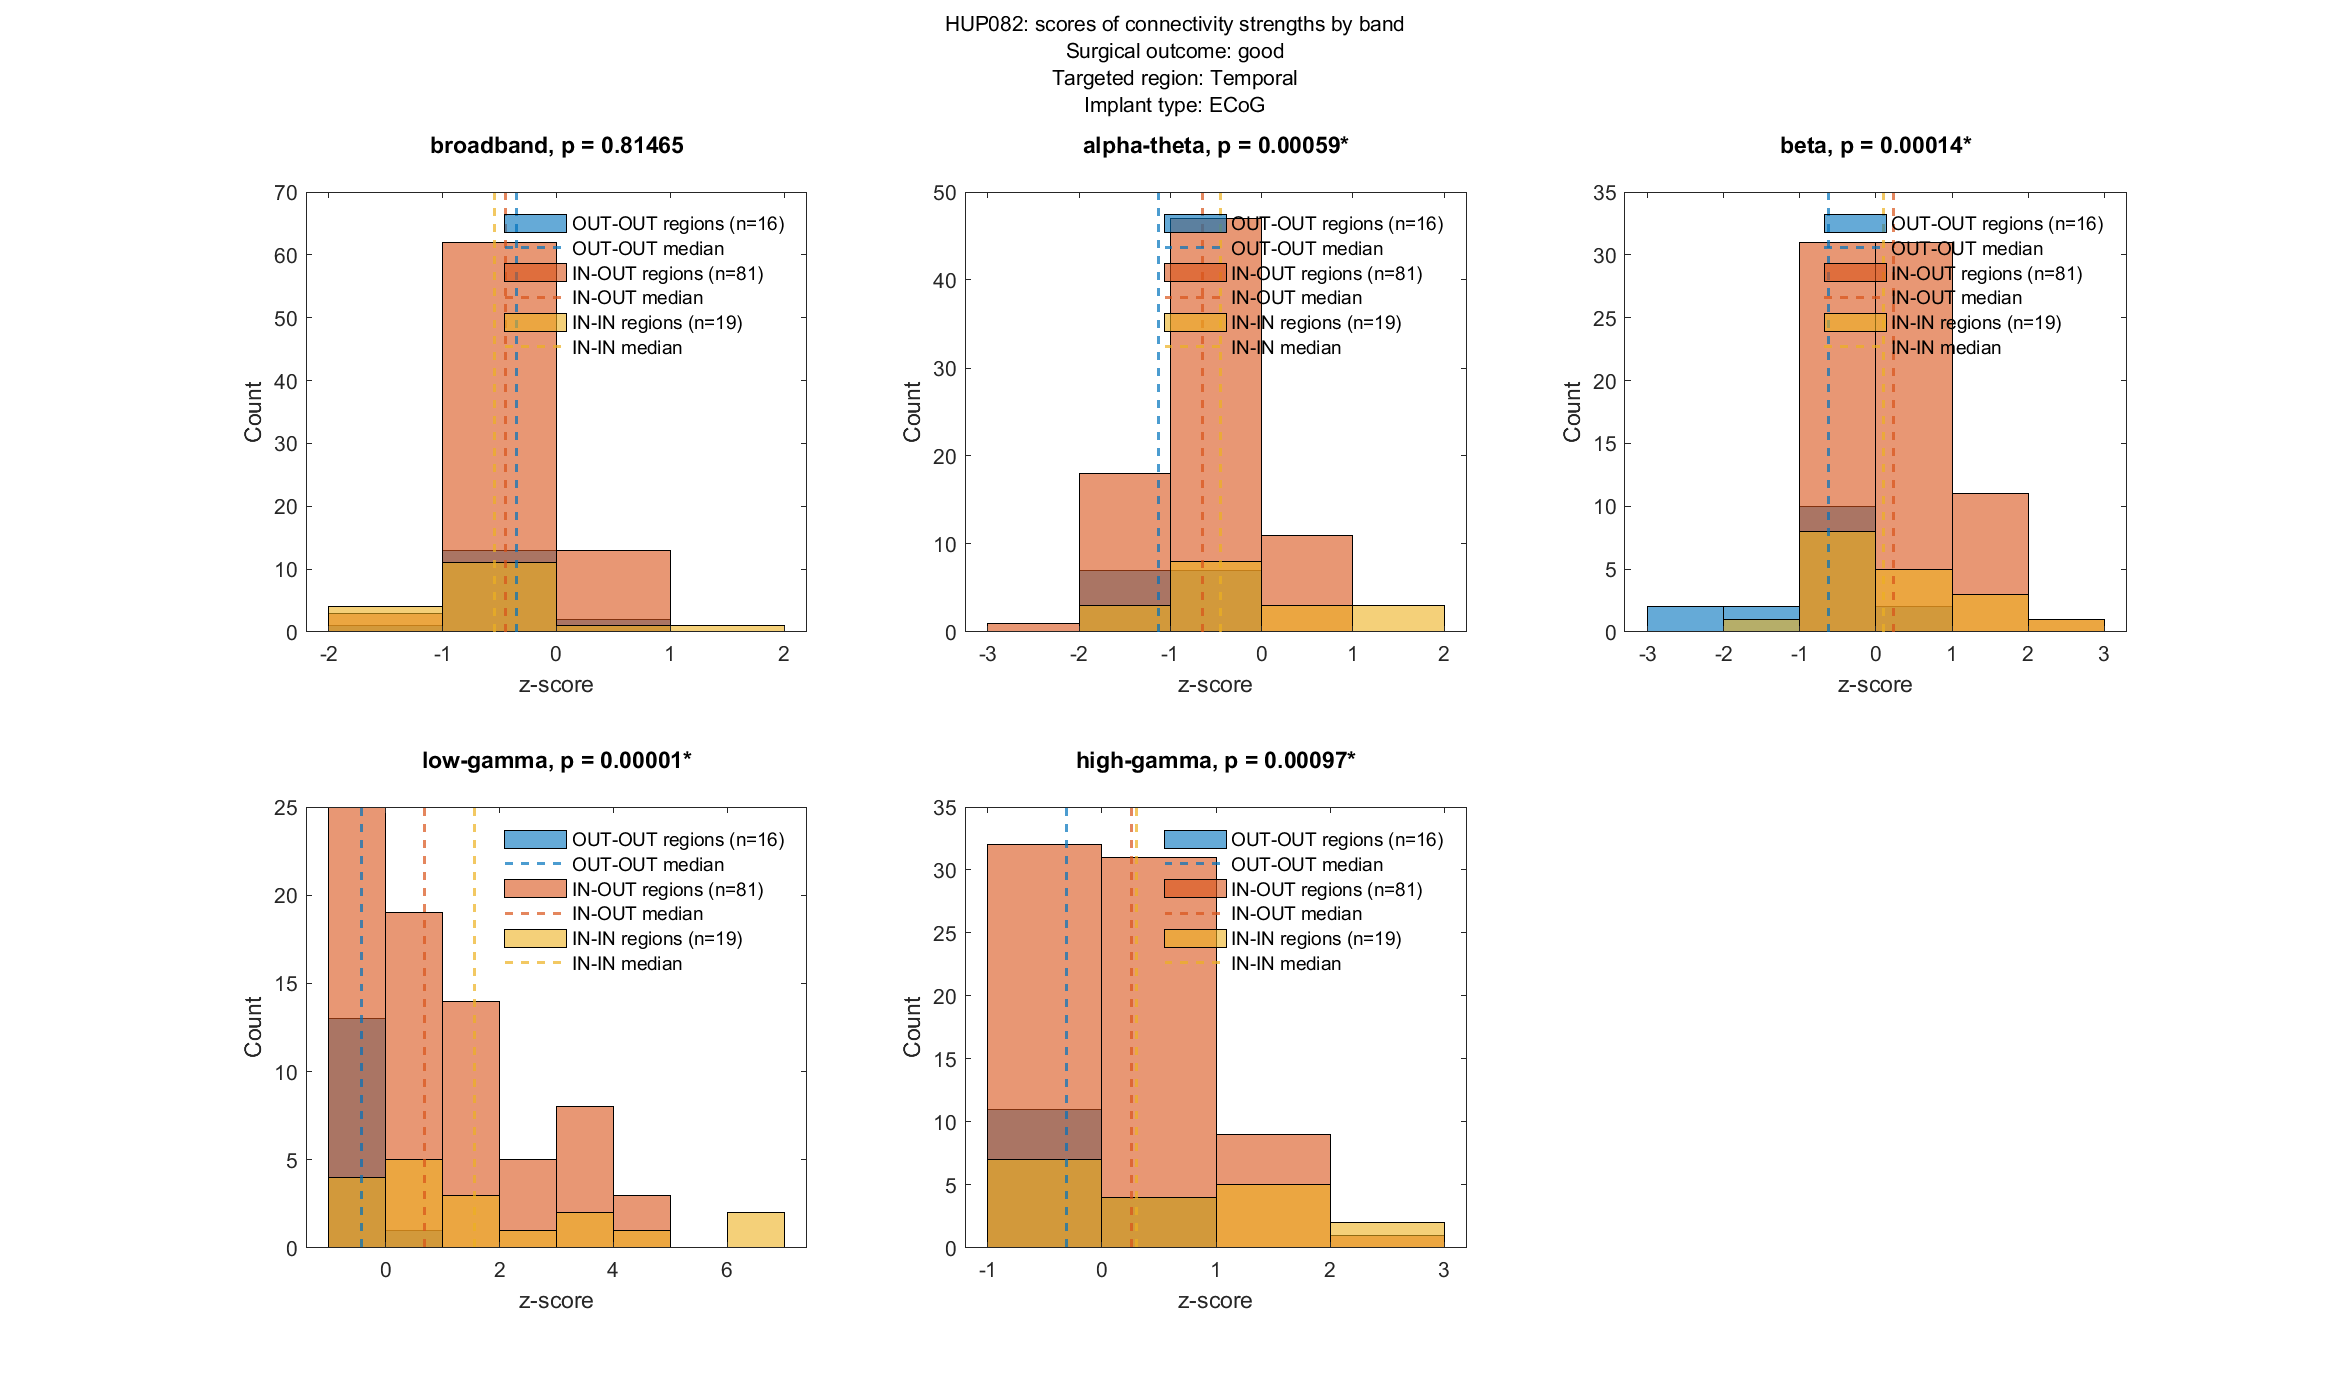 HUP082: scores of connectivity strengths by band
Surgical outcome: good
Targeted region: Temporal
Implant type: ECoG
broadband, p = 0.81465
70
60
50
40
30
20
10
0
Count
-2 -1 0 1 2
z-score
OUT-OUT regions (n=16)
OUT-OUT median
IN-OUT regions (n=81)
IN-OUT median
IN-IN regions (n=19)
IN-IN median
alpha-theta, p = 0.00059*
50
40
30
20
10
0
Count
-3 -2 -1 0 1 2
z-score
OUT-OUT regions (n=16)
OUT-OUT median
IN-OUT regions (n=81)
IN-OUT median
IN-IN regions (n=19)
IN-IN median
beta, p = 0.00014*
35
30
25
20
15
10
5
0
Count
-3 -2 -1 0 1 2 3
z-score
OUT-OUT regions (n=16)
OUT-OUT median
IN-OUT regions (n=81)
IN-OUT median
IN-IN regions (n=19)
IN-IN median
low-gamma, p = 0.00001*
25
20
15
10
5
0
Count
0 2 4 6
z-score
OUT-OUT regions (n=16)
OUT-OUT median
IN-OUT regions (n=81)
IN-OUT median
IN-IN regions (n=19)
IN-IN median
high-gamma, p = 0.00097*
35
30
25
20
15
10
5
0
Count
-1 0 1 2 3
z-score
OUT-OUT regions (n=16)
OUT-OUT median
IN-OUT regions (n=81)
IN-OUT median
IN-IN regions (n=19)
IN-IN median